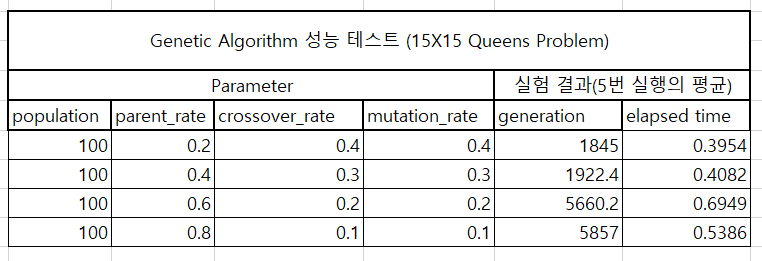 Genetic Algorithm 성능 테스트 (15X15 Queens Problem)
Parameter 실험 결과(5번 실행의 평균)
population parent_rate crossover_rate mutation_rate generation elapsed time
100 0.2 0.4 0.4 1845 0.3954
100 0.4 0.3 0.3 1922.4 0.4082
100 0.6 0.2 0.2 5660.2 0.6949
100 0.8 0.1 0.1 5857 0.5386